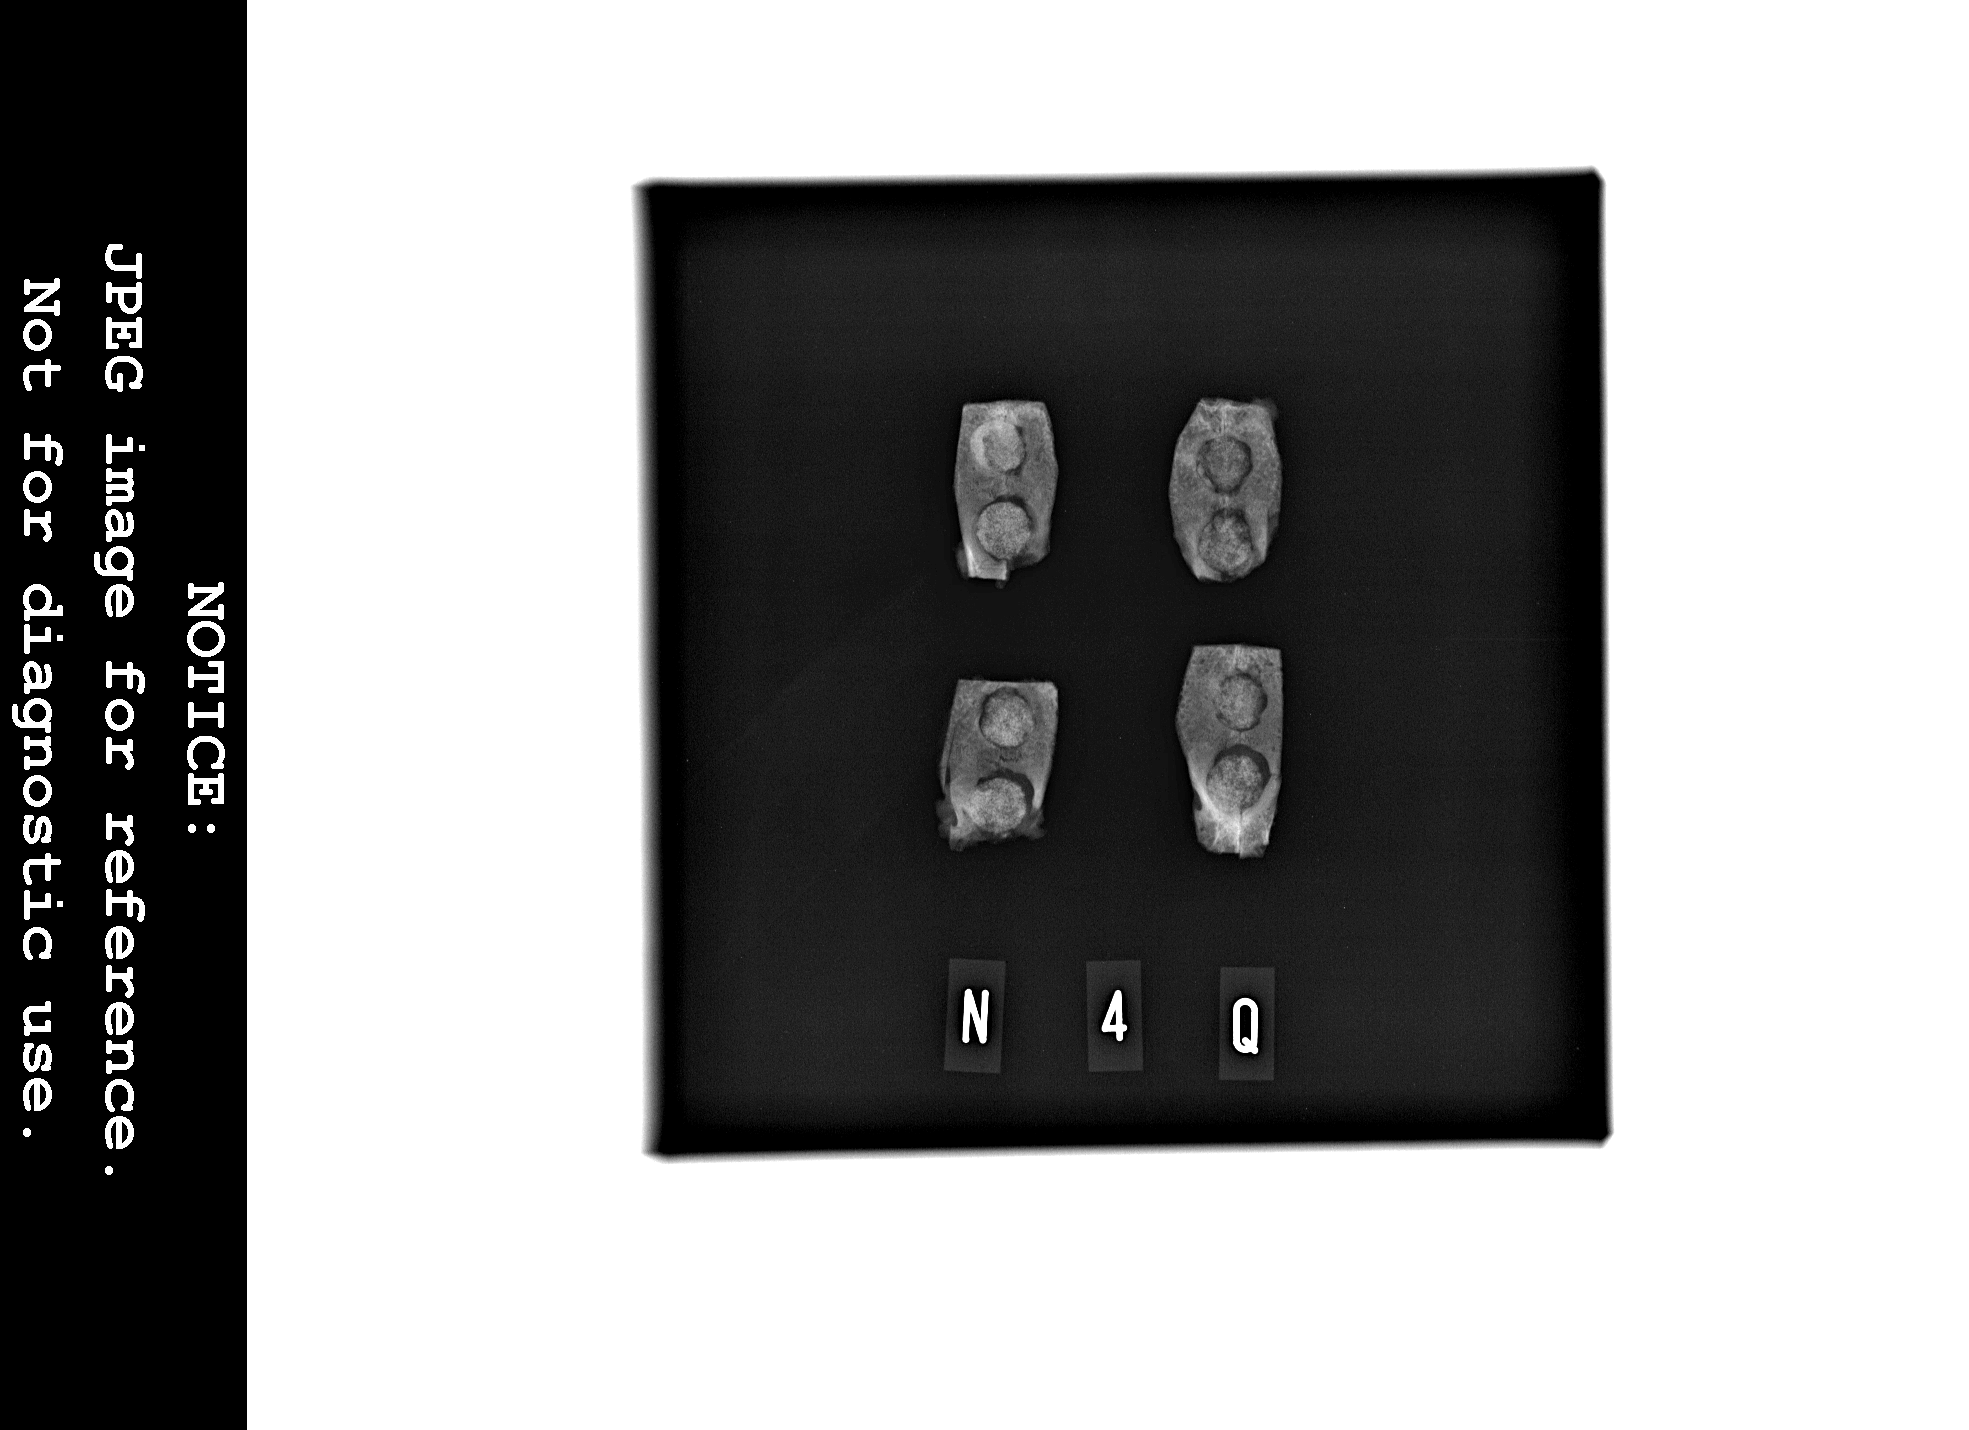 NOTICE:
JPEG image for reference.
Not for diagnostic use.
N 4 Q